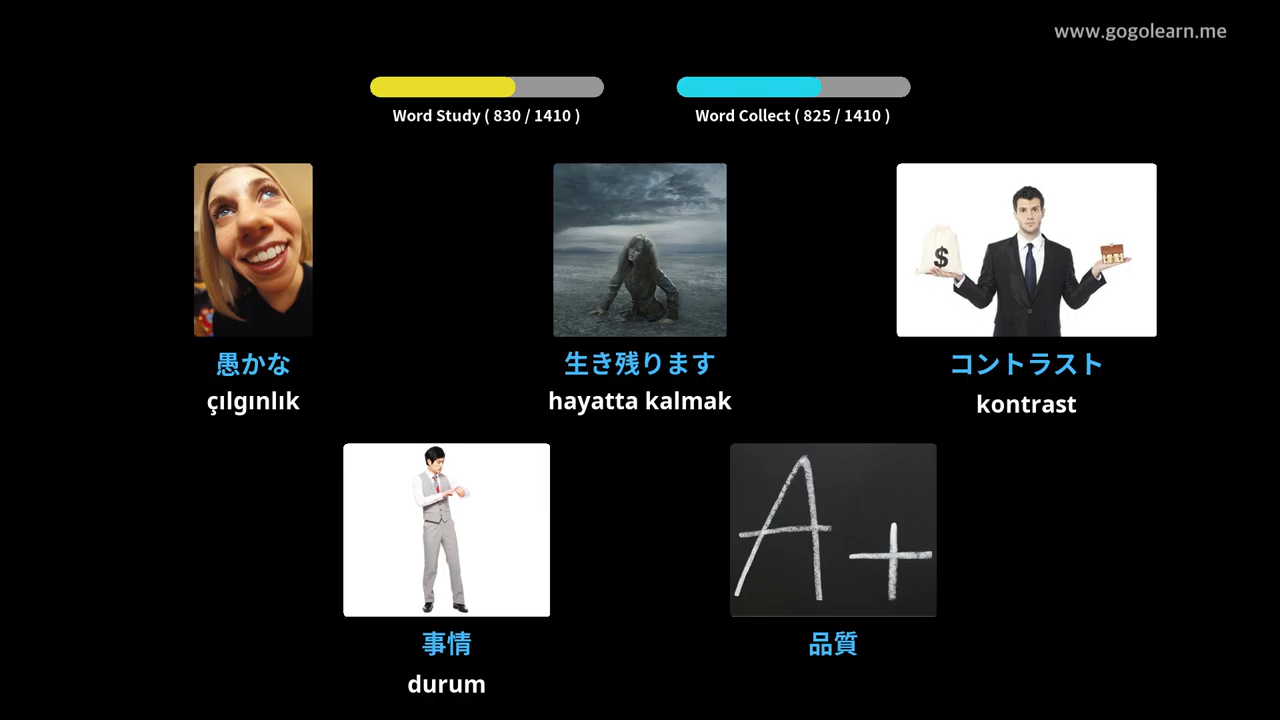 www.gogolearn.me
Word Study ( 830 / 1410 )
Word Collect ( 825 / 1410 )
愚かな
çılgınlık
生き残ります
hayatta kalmak
コントラスト
kontrast
事情
durum
品質
$
A+